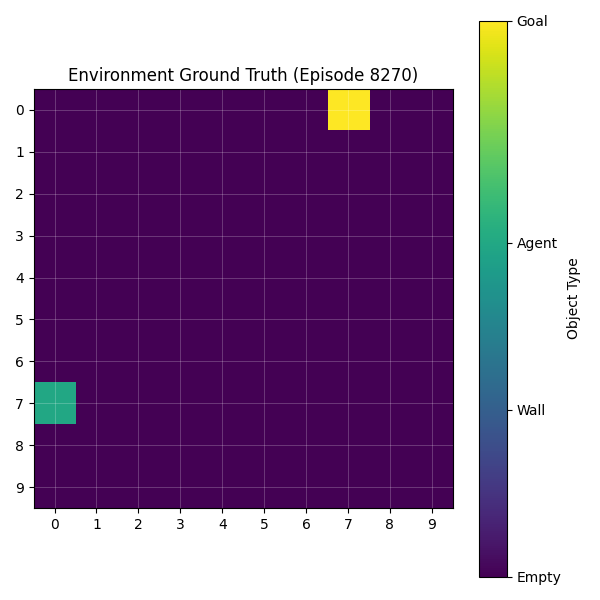 Environment Ground Truth (Episode 8270)
0
1
2
3
4
5
6
7
8
9
0 1 2 3 4 5 6 7 8 9
Goal
Agent
Wall
Empty
Object Type